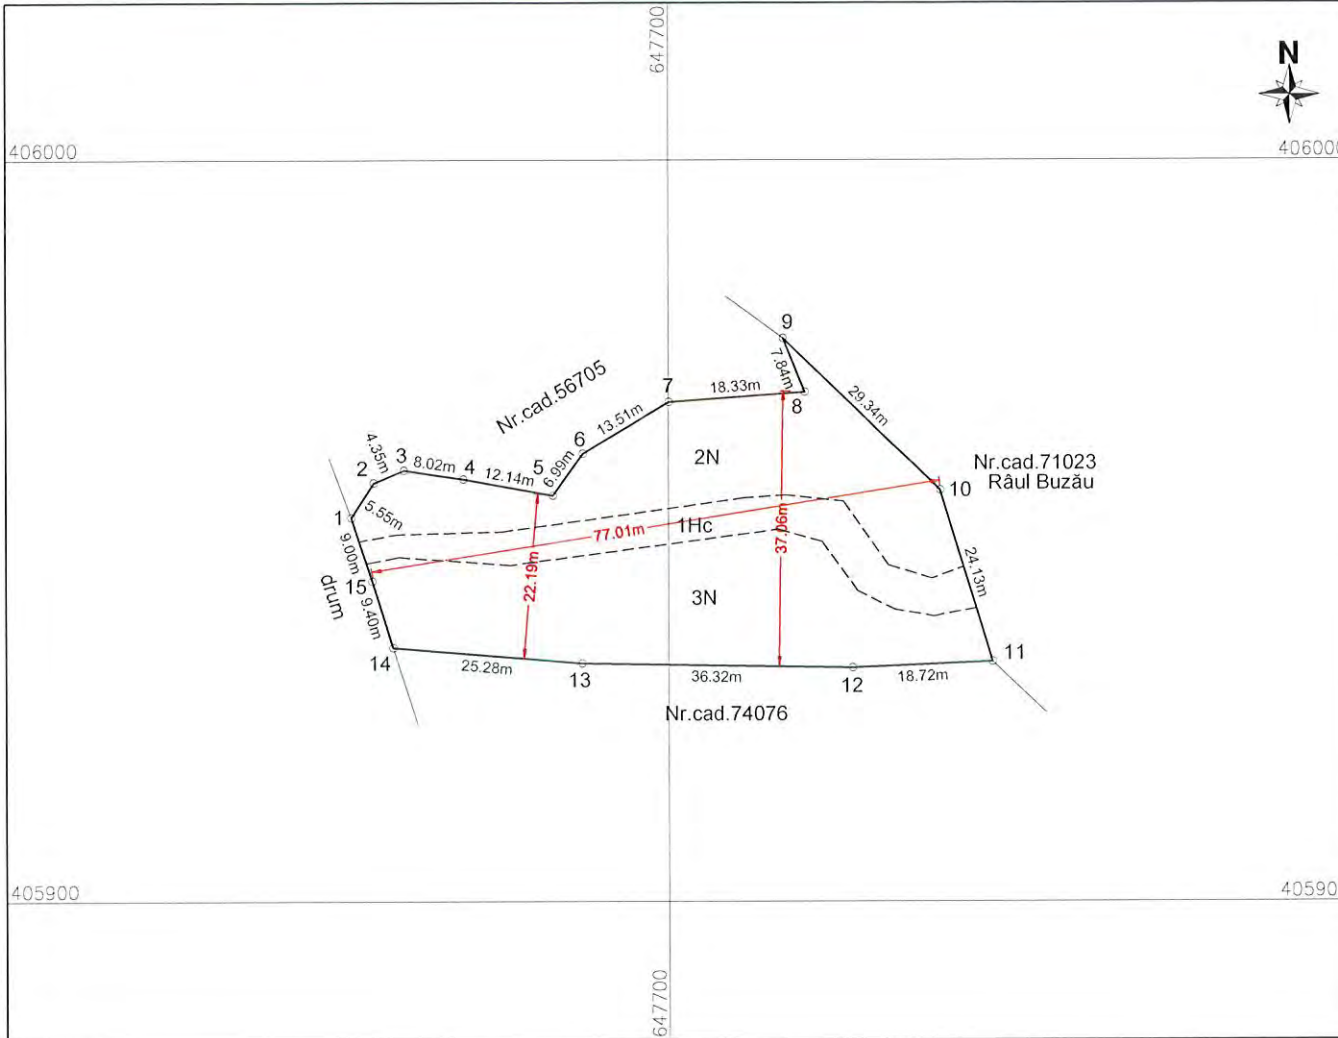 647700
N
406000
406000
9
7.84m
7
18.33m
8
29.34m
Nr.cad.56705
13.51m
6
6.99m
4.35m
3
2
8.02m
4
12.14m
5
2N
Nr.cad.71023
Râul Buzău
10
1
5.55m
1Hc
77.01m
37.06m
9.00m
22.19m
24.13m
15
drum
9.40m
3N
14
25.28m
13
36.32m
12
18.72m
11
Nr.cad.74076
405900
40590
647700